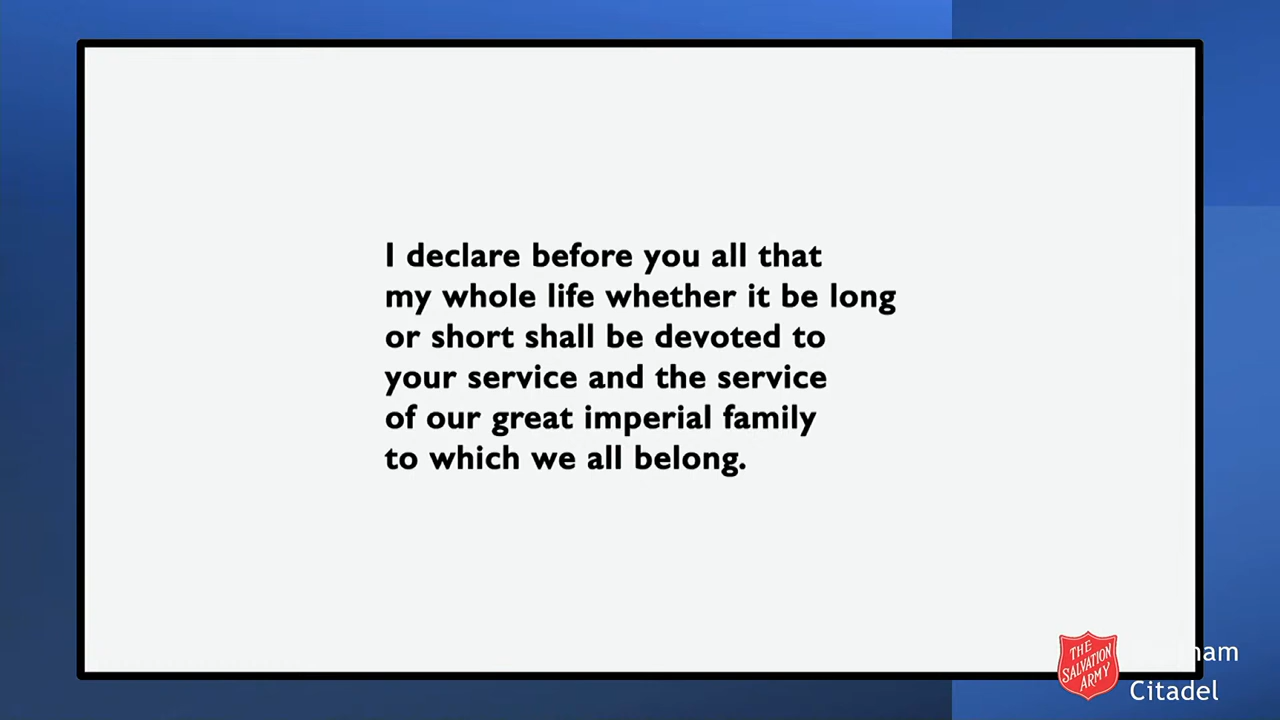 I declare before you all that
my whole life whether it be long
or short shall be devoted to
your service and the service
of our great imperial family
to which we all belong.
THE
SALVATION
ARMY
Citadel